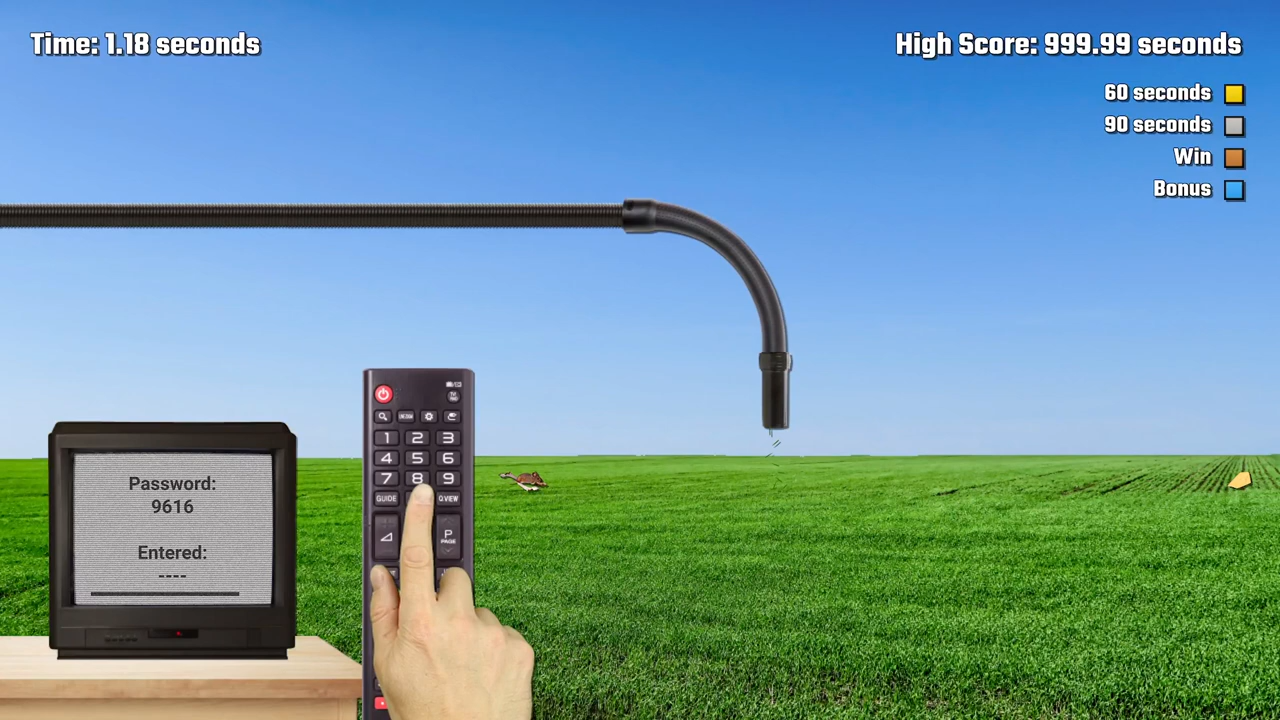 Time: 1.18 seconds
High Score: 999.99 seconds
60 seconds
90 seconds
Win
Bonus
Password:
9616
Entered:
----
1 2 3
4 5 6
7 8 9
GUIDE Q.VIEW
P
PAGE